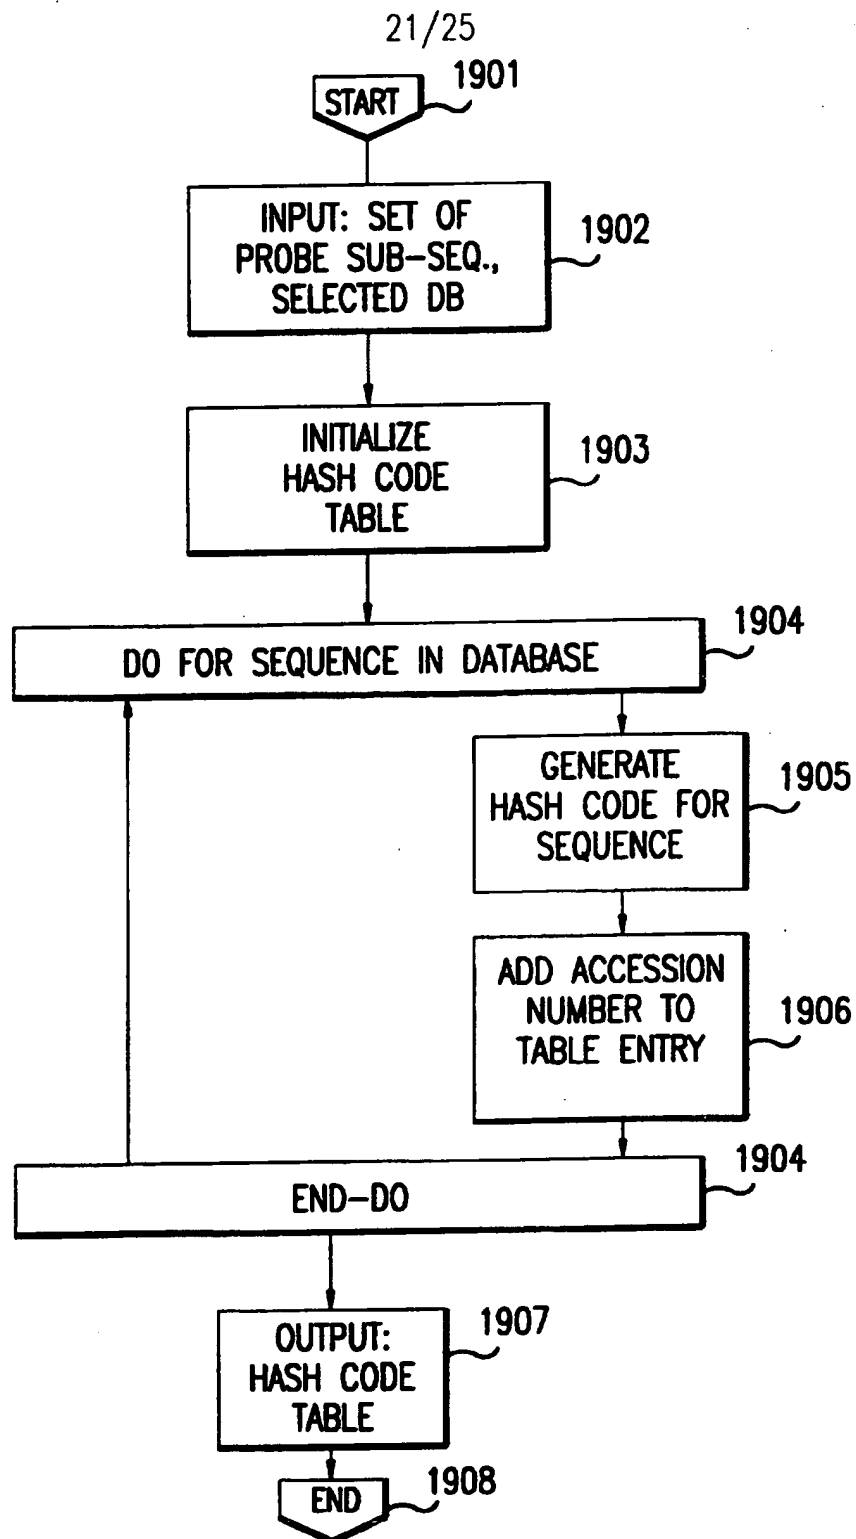 21/25
START
1901
INPUT: SET OF
PROBE SUB-SEQ.,
SELECTED DB
1902
INITIALIZE
HASH CODE
TABLE
1903
DO FOR SEQUENCE IN DATABASE
1904
GENERATE
HASH CODE FOR
SEQUENCE
1905
ADD ACCESSION
NUMBER TO
TABLE ENTRY
1906
END-DO
1904
OUTPUT:
HASH CODE
TABLE
1907
END
1908